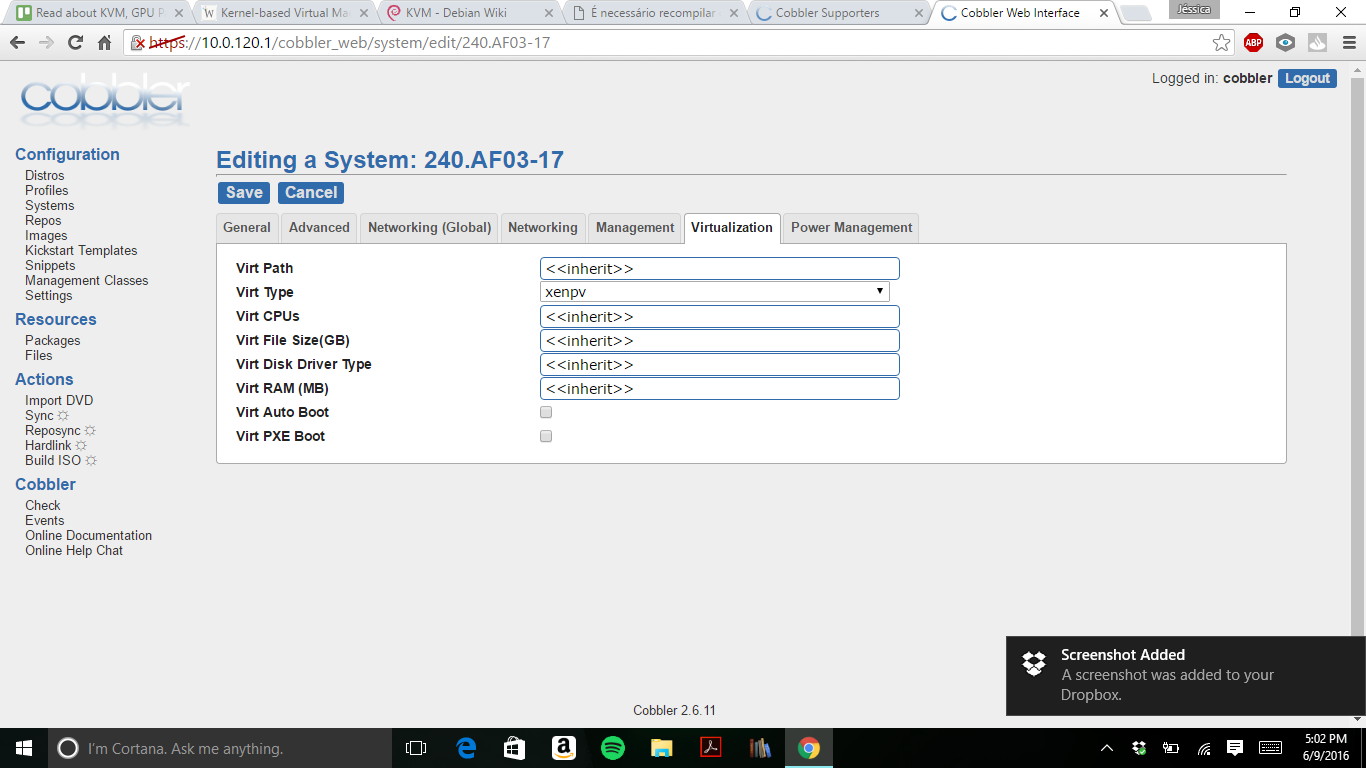 Read about KVM, GPU P
Kernel-based Virtual Ma
KVM - Debian Wiki
É necessário recompilar
Cobbler Supporters
Cobbler Web Interface
Jéssica
https://10.0.120.1/cobbler_web/system/edit/240.AF03-17
ABP
cobbler
Logged in: cobbler Logout
Configuration
Distros
Profiles
Systems
Repos
Images
Kickstart Templates
Snippets
Management Classes
Settings
Resources
Packages
Files
Actions
Import DVD
Sync
Reposync
Hardlink
Build ISO
Cobbler
Check
Events
Online Documentation
Online Help Chat
Editing a System: 240.AF03-17
Save Cancel
General Advanced Networking (Global) Networking Management Virtualization Power Management
Virt Path <<inherit>>
Virt Type xenpv
Virt CPUs <<inherit>>
Virt File Size(GB) <<inherit>>
Virt Disk Driver Type <<inherit>>
Virt RAM (MB) <<inherit>>
Virt Auto Boot
Virt PXE Boot
Screenshot Added
A screenshot was added to your
Dropbox.
Cobbler 2.6.11
I'm Cortana. Ask me anything.
5:02 PM
6/9/2016